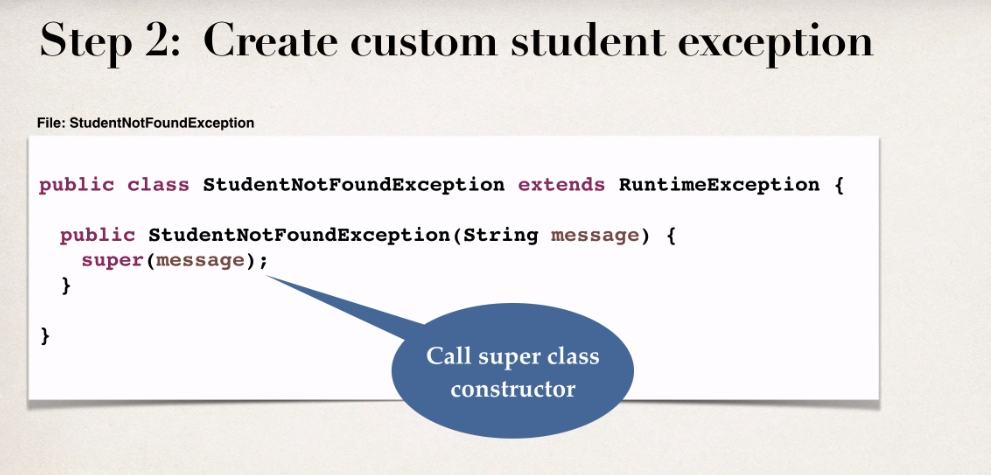 Step 2: Create custom student exception
File: StudentNotFoundException
public class StudentNotFoundException extends RuntimeException {
public StudentNotFoundException(String message) {
super(message);
}
}
Call super class
constructor